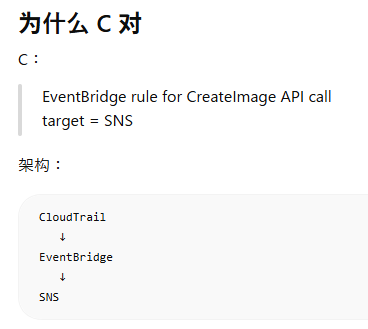 为什么 C 对
C：
EventBridge rule for CreateImage API call
target = SNS
架构：
CloudTrail
↓
EventBridge
↓
SNS